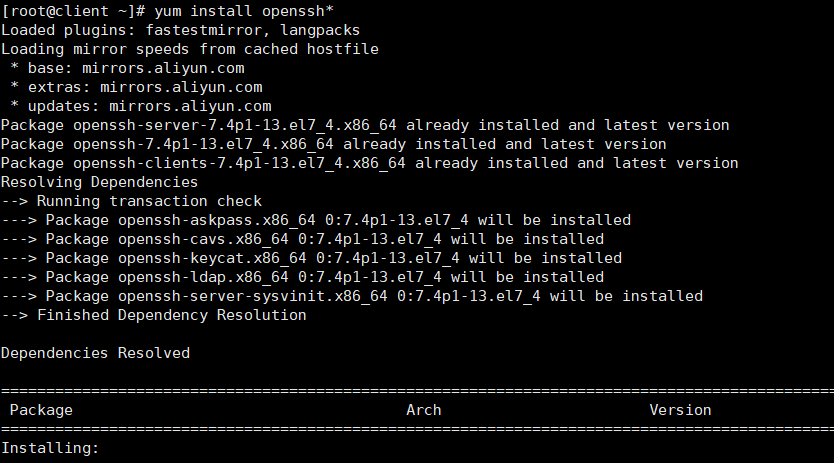 [root@client ~]# yum install openssh*
Loaded plugins: fastestmirror, langpacks
Loading mirror speeds from cached hostfile
 * base: mirrors.aliyun.com
 * extras: mirrors.aliyun.com
 * updates: mirrors.aliyun.com
Package openssh-server-7.4p1-13.el7_4.x86_64 already installed and latest version
Package openssh-7.4p1-13.el7_4.x86_64 already installed and latest version
Package openssh-clients-7.4p1-13.el7_4.x86_64 already installed and latest version
Resolving Dependencies
--> Running transaction check
---> Package openssh-askpass.x86_64 0:7.4p1-13.el7_4 will be installed
---> Package openssh-cavs.x86_64 0:7.4p1-13.el7_4 will be installed
---> Package openssh-keycat.x86_64 0:7.4p1-13.el7_4 will be installed
---> Package openssh-ldap.x86_64 0:7.4p1-13.el7_4 will be installed
---> Package openssh-server-sysvinit.x86_64 0:7.4p1-13.el7_4 will be installed
--> Finished Dependency Resolution

Dependencies Resolved

=============================================================================================
 Package                                     Arch                       Version
=============================================================================================
Installing: